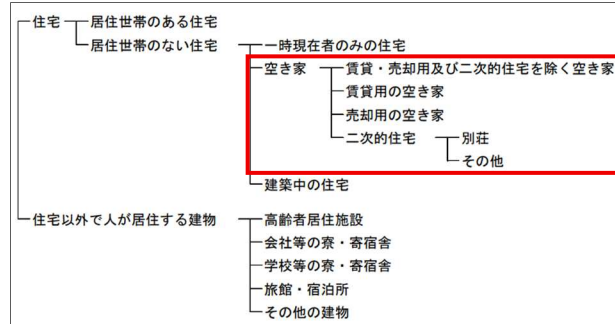 住宅 居住世帯のある住宅
居住世帯のない住宅 一時現在者のみの住宅
空き家 賃貸・売却用及び二次的住宅を除く空き家
賃貸用の空き家
売却用の空き家
二次的住宅 別荘
その他
建築中の住宅
住宅以外で人が居住する建物 高齢者居住施設
会社等の寮・寄宿舎
学校等の寮・寄宿舎
旅館・宿泊所
その他の建物